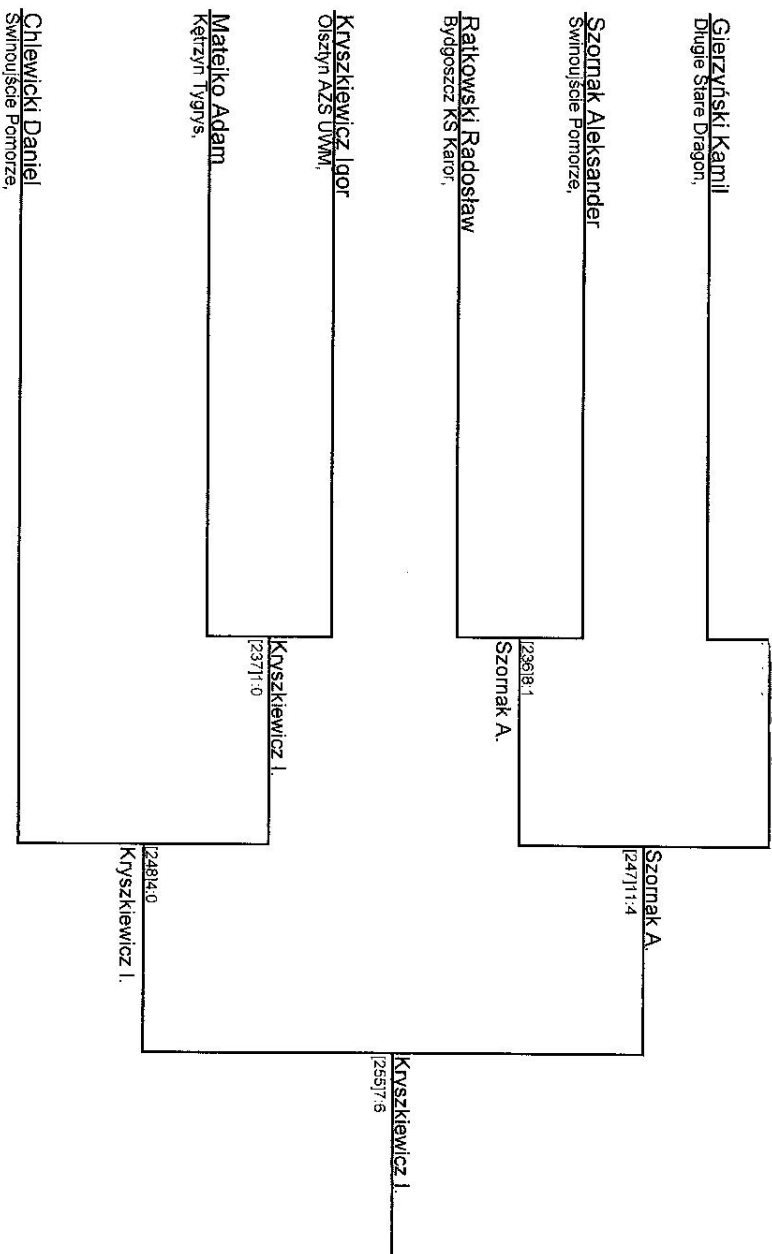 Gierzyński Kamil
Długie Stare Dragon,
Szornak Aleksander
Świnoujście Pomorze,
Ratkowski Radosław
Bydgoszcz KS Karor,
Kryszkiewicz Igor
Olsztyn AZS UWM,
Matejko Adam
Kętrzyn Tygrys,
Chlewicki Daniel
Świnoujście Pomorze,
[236]8:1
Szornak A.
Kryszkiewicz I.
[237]1:0
Szornak A.
[247]11:4
[248]4:0
Kryszkiewicz I.
Kryszkiewicz I.
[255]7:6